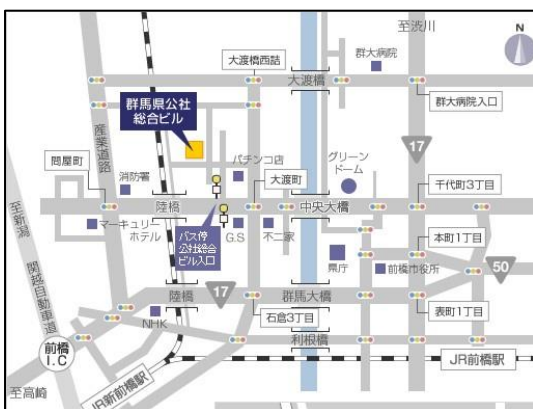 至渋川
N
大渡橋西詰
群大病院
大渡橋
群馬県公社
総合ビル
群大病院入口
産業道路
17
問屋町
消防署
パチンコ店
グリーン
ドーム
大渡町
千代町3丁目
陸橋
中央大橋
至新潟
関越自動車道
マーキュリー
ホテル
バス停
公社総合
ビル入口
G.S
不二家
県庁
前橋市役所
本町1丁目
50
陸橋
17
群馬大橋
NHK
石倉3丁目
表町1丁目
利根橋
前橋
I.C
JR新前橋駅
JR前橋駅
至高崎